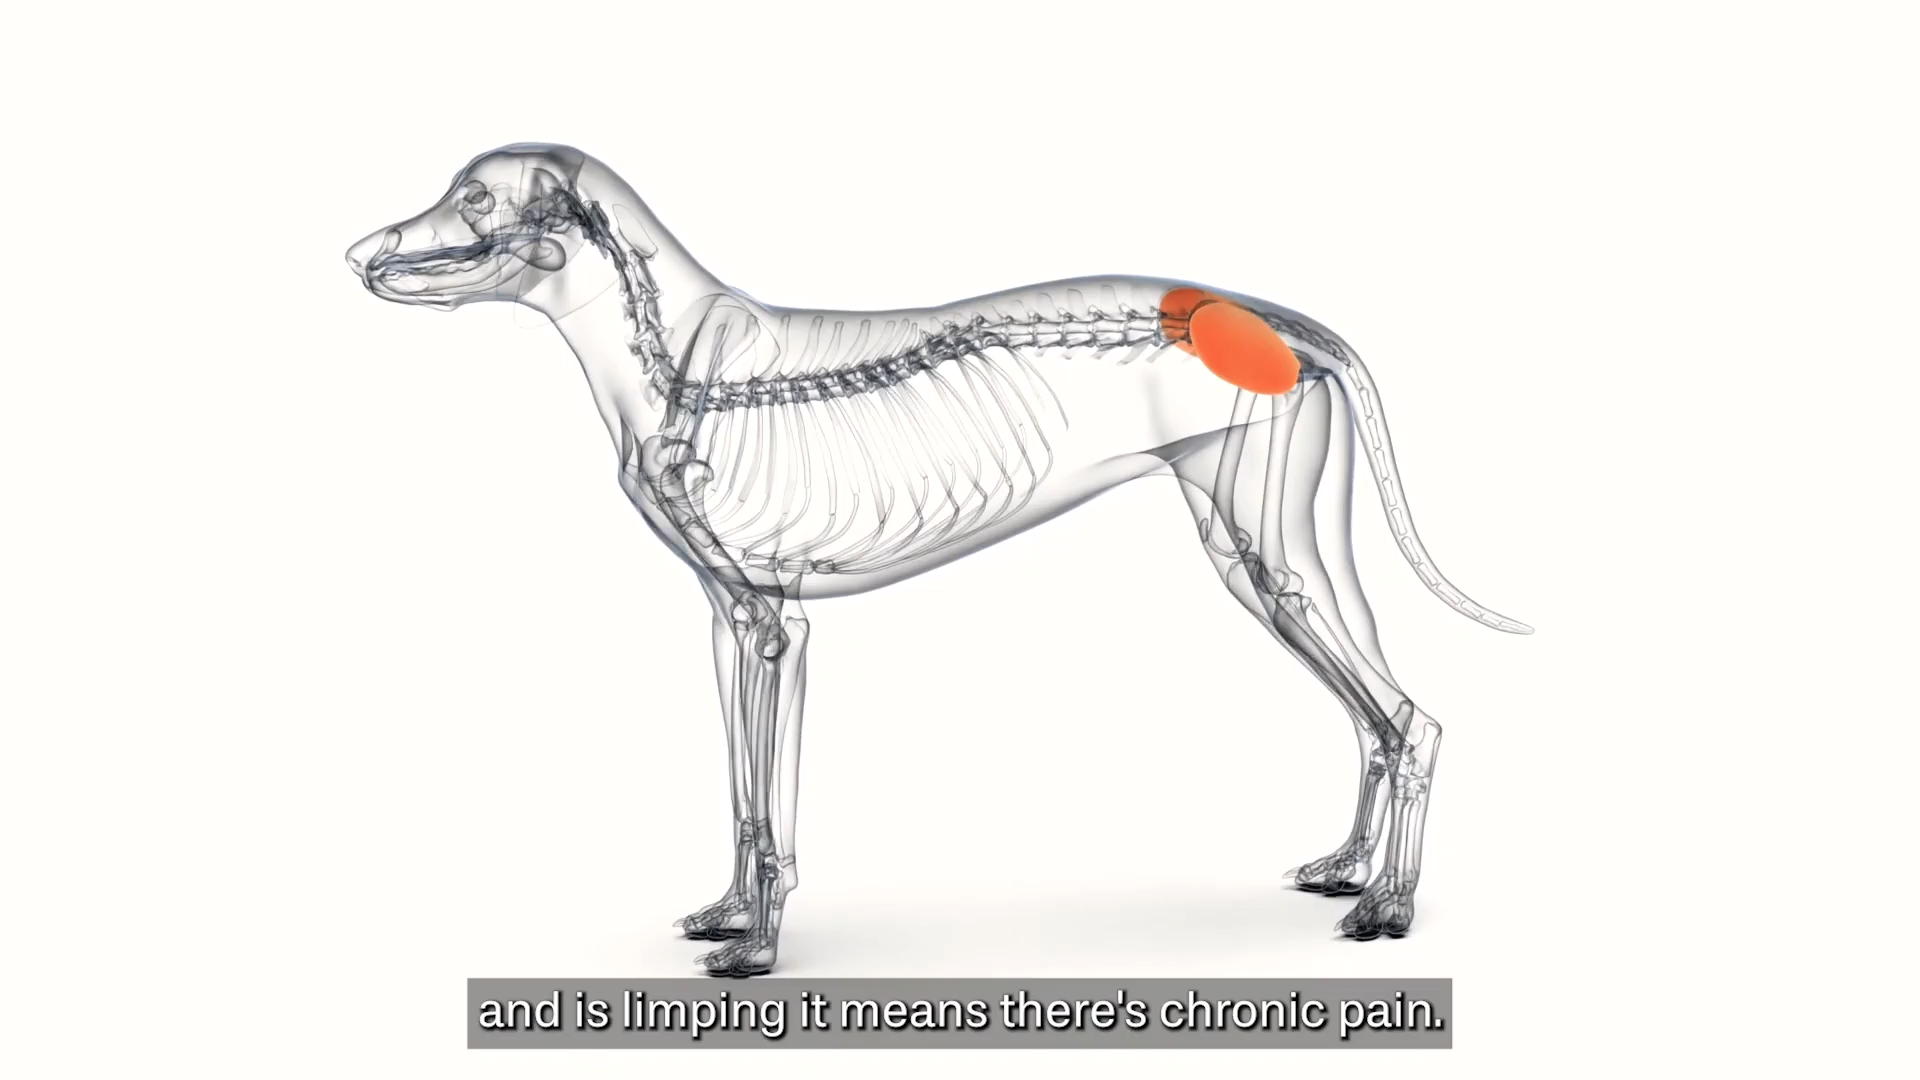 and is limping it means there's chronic pain.